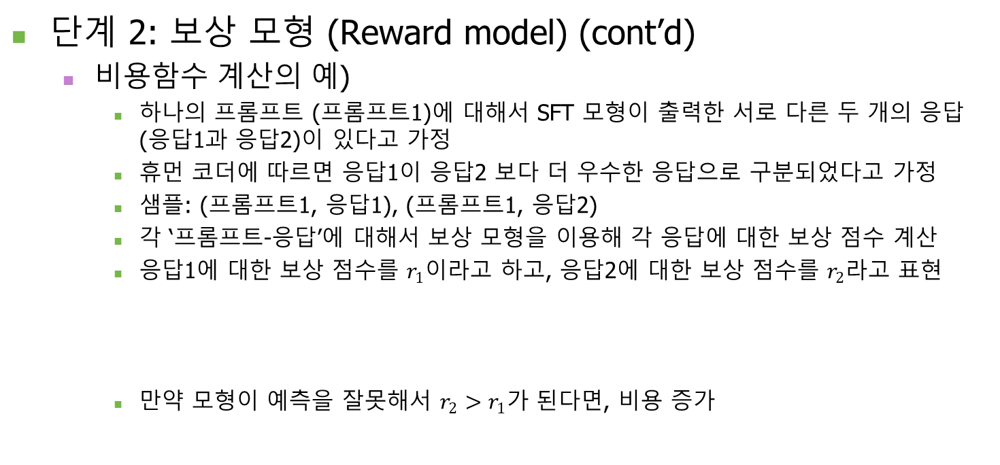 단계 2: 보상 모형 (Reward model) (cont’d)
비용함수 계산의 예)
하나의 프롬프트 (프롬프트1)에 대해서 SFT 모형이 출력한 서로 다른 두 개의 응답
(응답1과 응답2)이 있다고 가정
휴먼 코더에 따르면 응답1이 응답2 보다 더 우수한 응답으로 구분되었다고 가정
샘플: (프롬프트1, 응답1), (프롬프트1, 응답2)
각 ‘프롬프트-응답’에 대해서 보상 모형을 이용해 각 응답에 대한 보상 점수 계산
응답1에 대한 보상 점수를 r₁이라고 하고, 응답2에 대한 보상 점수를 r₂라고 표현
만약 모형이 예측을 잘못해서 r₂ > r₁가 된다면, 비용 증가